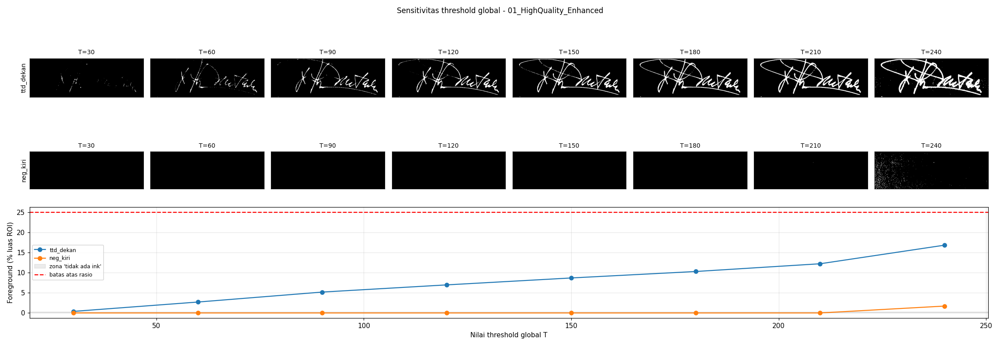 Sensitivitas threshold global - 01_HighQuality_Enhanced
T=30 T=60 T=90 T=120 T=150 T=180 T=210 T=240
ttd_dekan
T=30 T=60 T=90 T=120 T=150 T=180 T=210 T=240
neg_kiri
25
20
15
10
5
0
Foreground (% luas ROI)
ttd_dekan
neg_kiri
zona 'tidak ada ink'
batas atas rasio
50 100 150 200 250
Nilai threshold global T